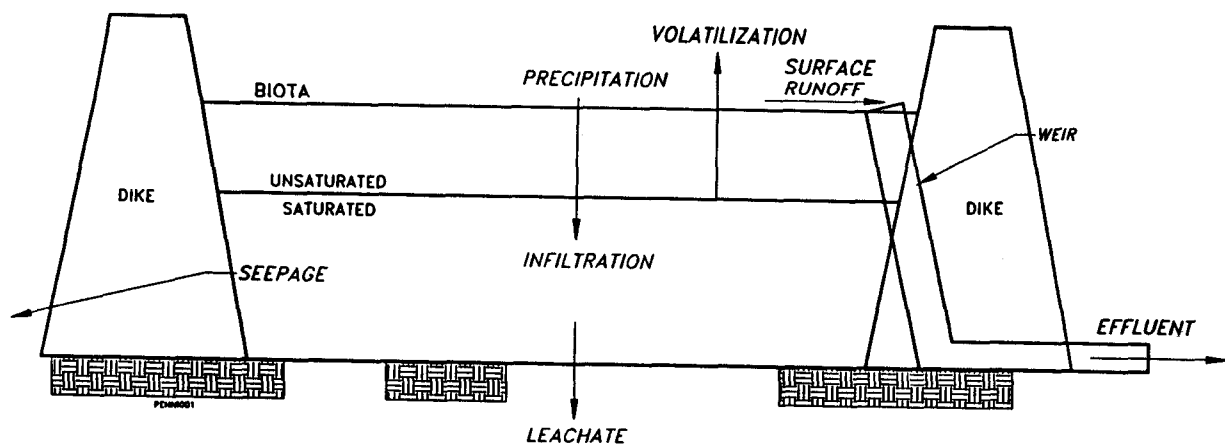 VOLATILIZATION
PRECIPITATION
SURFACE
RUNOFF
BIOTA
WEIR
UNSATURATED
SATURATED
DIKE
DIKE
INFILTRATION
SEEPAGE
EFFLUENT
LEACHATE